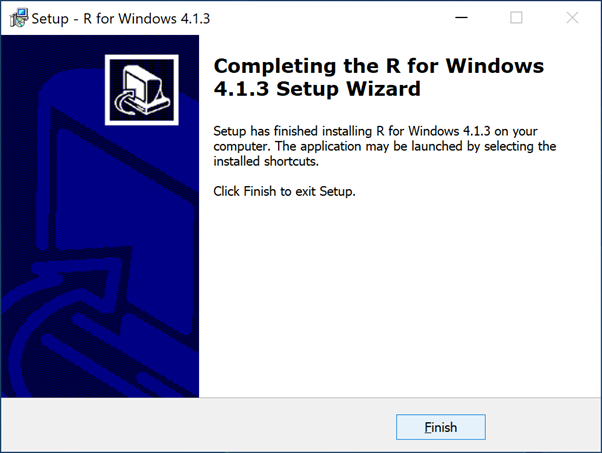 Setup - R for Windows 4.1.3
Completing the R for Windows
4.1.3 Setup Wizard
Setup has finished installing R for Windows 4.1.3 on your
computer. The application may be launched by selecting the
installed shortcuts.
Click Finish to exit Setup.
Finish